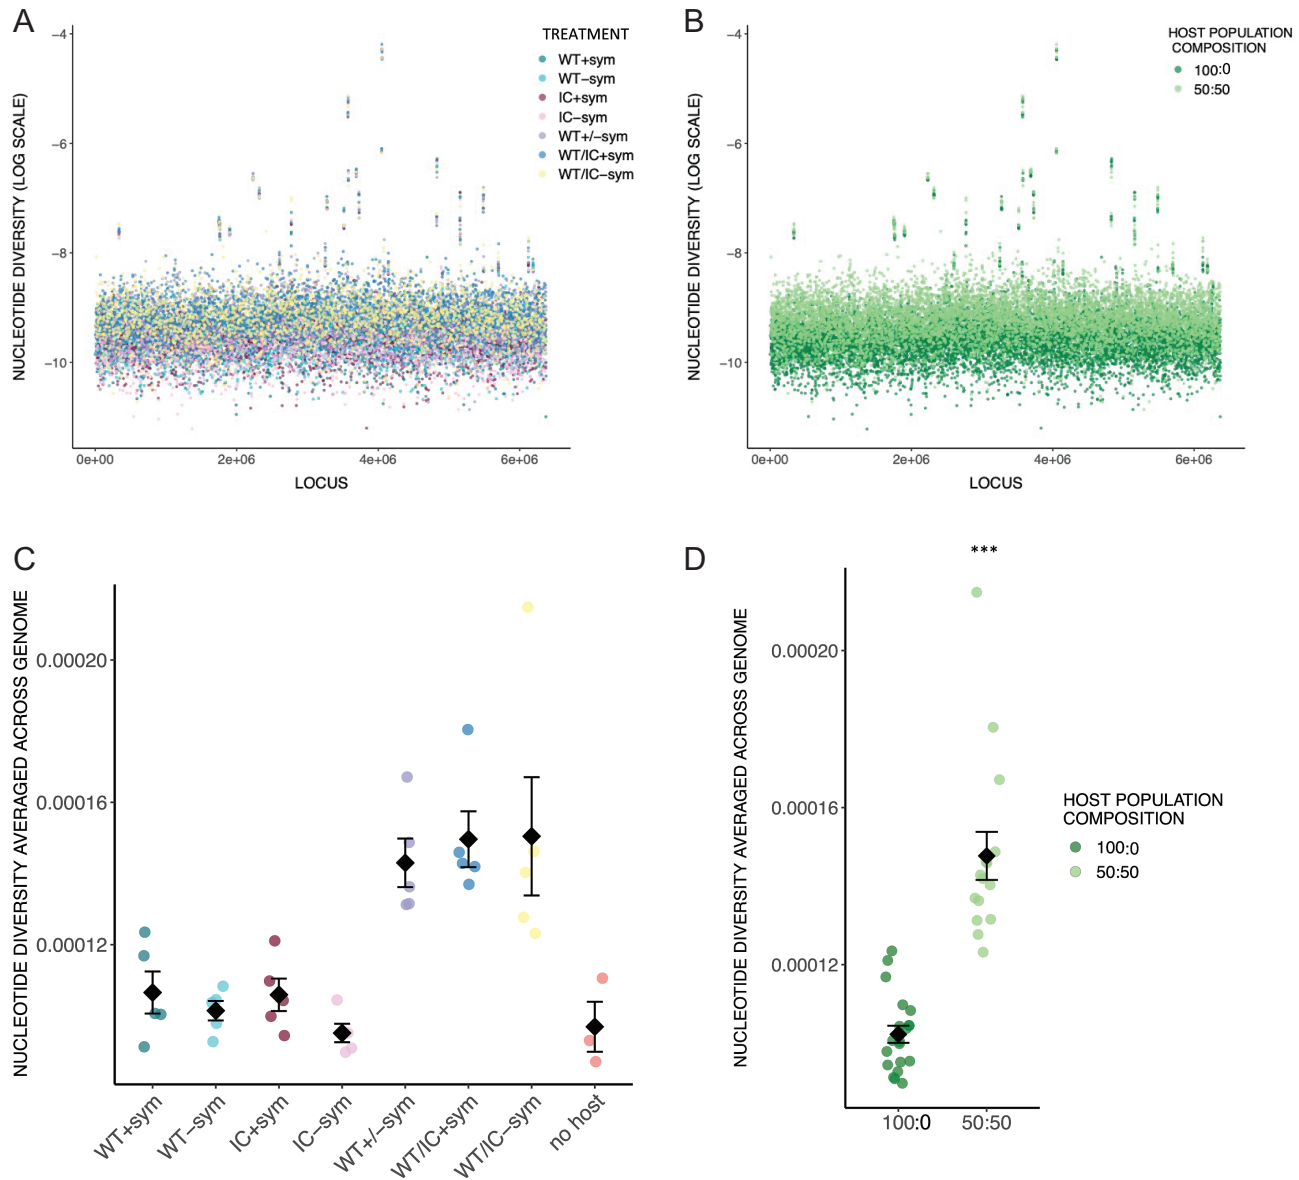 A
TREATMENT
WT+sym
WT−sym
IC+sym
IC−sym
WT+/−sym
WT/IC+sym
WT/IC−sym
NUCLEOTIDE DIVERSITY (LOG SCALE)
−4
−6
−8
−10
0e+00 2e+06 4e+06 6e+06
LOCUS
B
HOST POPULATION
COMPOSITION
100:0
50:50
NUCLEOTIDE DIVERSITY (LOG SCALE)
−4
−6
−8
−10
0e+00 2e+06 4e+06 6e+06
LOCUS
C
NUCLEOTIDE DIVERSITY AVERAGED ACROSS GENOME
0.00020
0.00016
0.00012
WT+sym
WT−sym
IC+sym
IC−sym
WT+/−sym
WT/IC+sym
WT/IC−sym
no host
D
***
NUCLEOTIDE DIVERSITY AVERAGED ACROSS GENOME
0.00020
0.00016
0.00012
100:0 50:50
HOST POPULATION
COMPOSITION
100:0
50:50